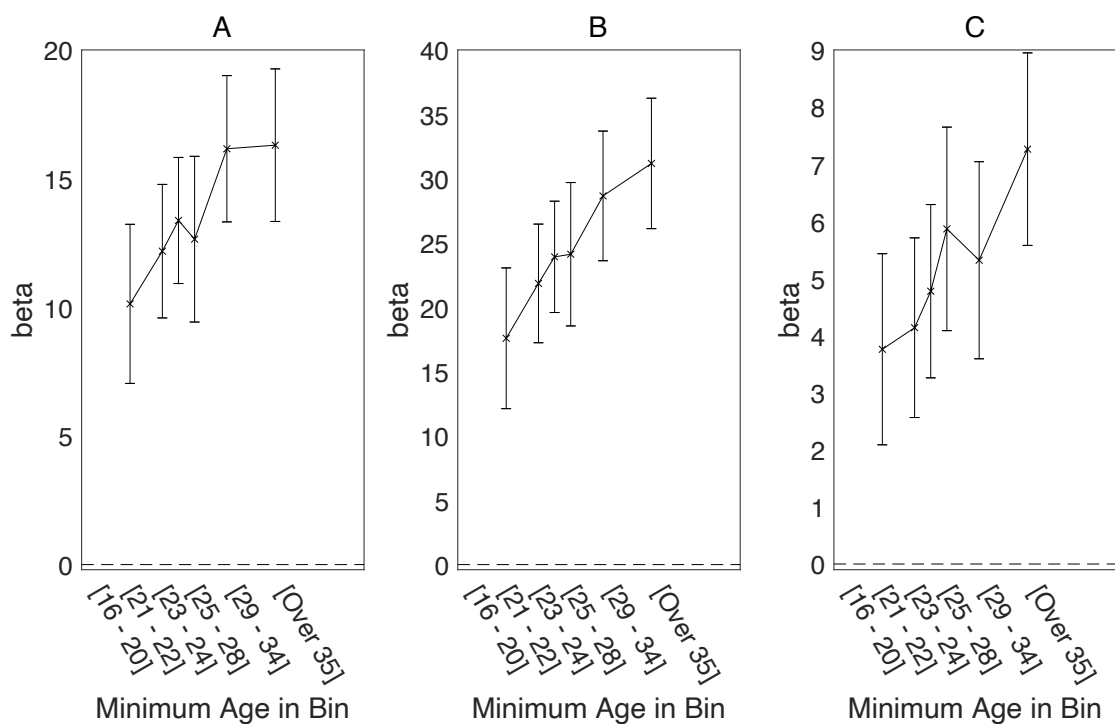 A
20
15
10
5
0
beta
[16 - 20]
[21 - 22]
[23 - 24]
[25 - 28]
[29 - 34]
[Over 35]
Minimum Age in Bin
B
40
35
30
25
20
15
10
5
0
beta
[16 - 20]
[21 - 22]
[23 - 24]
[25 - 28]
[29 - 34]
[Over 35]
Minimum Age in Bin
C
9
8
7
6
5
4
3
2
1
0
beta
[16 - 20]
[21 - 22]
[23 - 24]
[25 - 28]
[29 - 34]
[Over 35]
Minimum Age in Bin